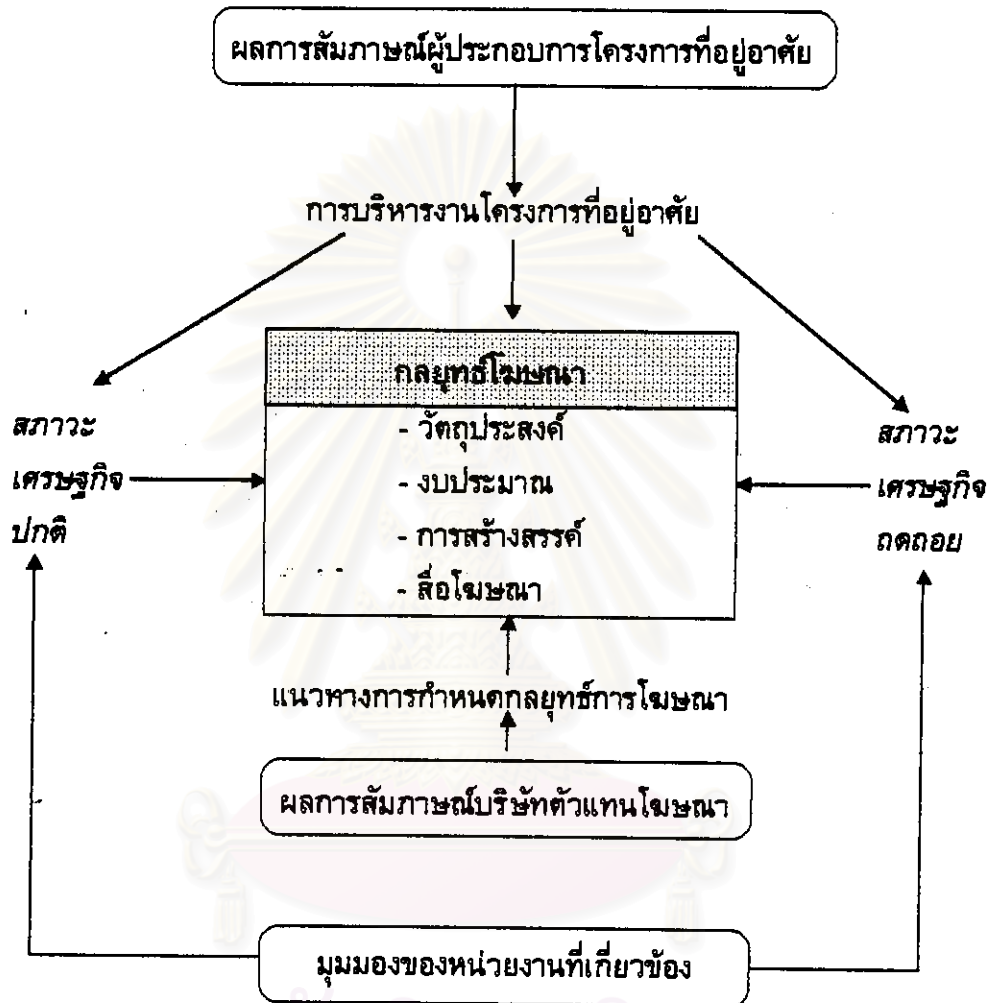 ผลการสัมภาษณ์ผู้ประกอบการโครงการที่อยู่อาศัย
การบริหารงานโครงการที่อยู่อาศัย
กลยุทธ์โฆษณา
- วัตถุประสงค์
- งบประมาณ
- การสร้างสรรค์
- สื่อโฆษณา
สภาวะ
เศรษฐกิจ
ปกติ
สภาวะ
เศรษฐกิจ
ถดถอย
แนวทางการกำหนดกลยุทธ์การโฆษณา
ผลการสัมภาษณ์บริษัทตัวแทนโฆษณา
มุมมองของหน่วยงานที่เกี่ยวข้อง